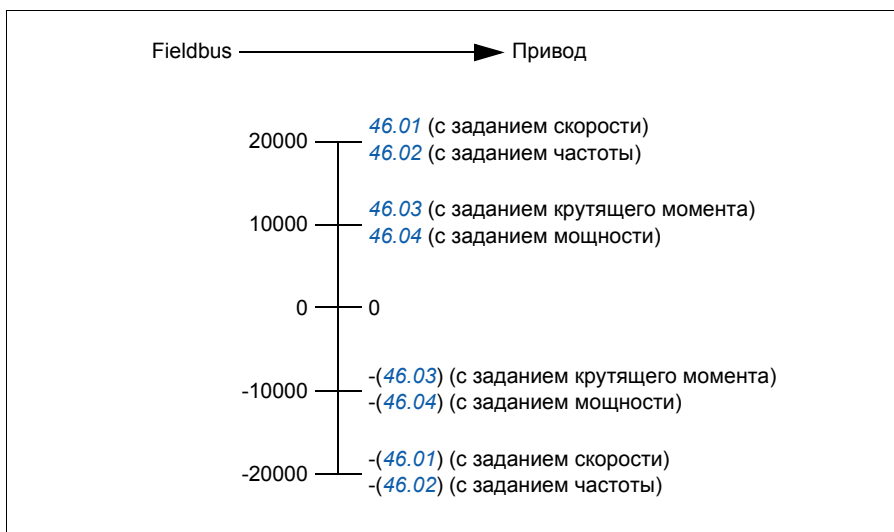 Fieldbus Привод
20000
46.01 (с заданием скорости)
46.02 (с заданием частоты)
10000
46.03 (с заданием крутящего момента)
46.04 (с заданием мощности)
0 0
-10000
-(46.03) (с заданием крутящего момента)
-(46.04) (с заданием мощности)
-20000
-(46.01) (с заданием скорости)
-(46.02) (с заданием частоты)